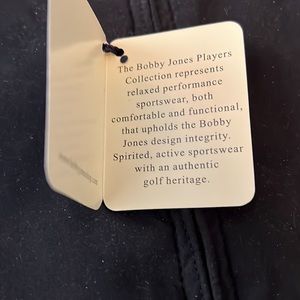 The Bobby Jones Players
Collection represents
relaxed performance
sportswear, both
comfortable and functional,
that upholds the Bobby
Jones design integrity.
Spirited, active sportswear
with an authentic
golf heritage.